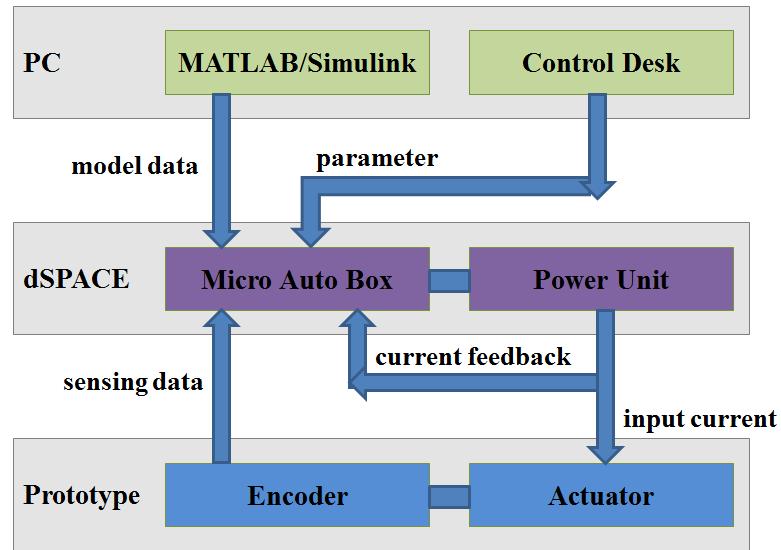 PC
MATLAB/Simulink
Control Desk
model data
parameter
dSPACE
Micro Auto Box
Power Unit
sensing data
current feedback
input current
Prototype
Encoder
Actuator